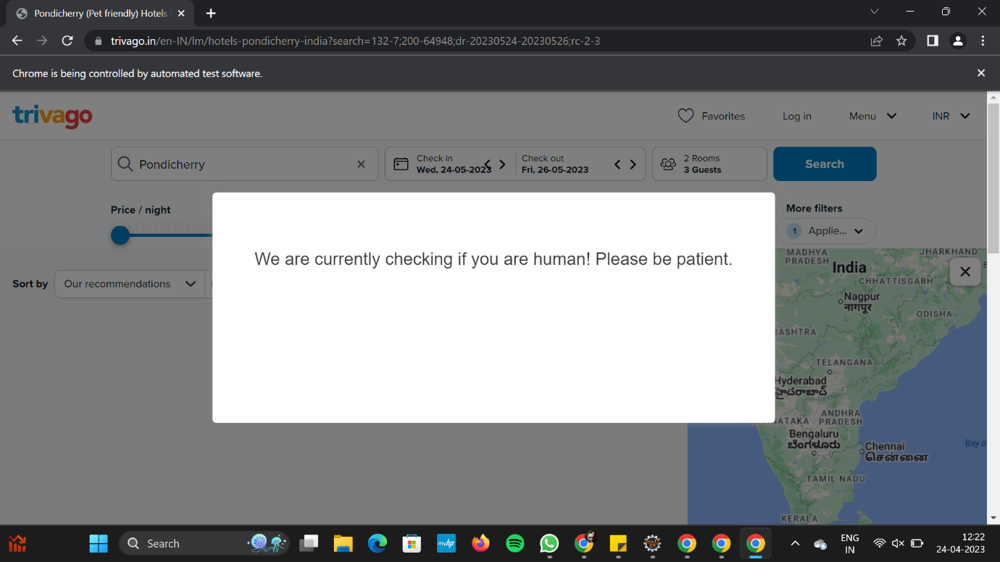 Pondicherry (Pet friendly) Hotels
trivago.in/en-IN/lm/hotels-pondicherry-india?search=132-7;200-64948;dr-20230524-20230526;rc-2-3
Chrome is being controlled by automated test software.
trivago
Favorites
Log in
Menu
INR
Pondicherry
Check in
Wed, 24-05-2023
Check out
Fri, 26-05-2023
2 Rooms
3 Guests
Search
Price / night
More filters
1 Applie...
Sort by
Our recommendations
We are currently checking if you are human! Please be patient.
MADHYA
PRADESH
JHARKHAND
India
CHHATTISGARH
Nagpur
नागपूर
ODISHA
TELANGANA
Hyderabad
హైదరాబాద్
ANDHRA
PRADESH
Bengaluru
ಬೆಂಗಳೂರು
Chennai
சென்னை
Bay o
TAMIL NADU
KERALA
Search
myhp
ENG
IN
12:22
24-04-2023